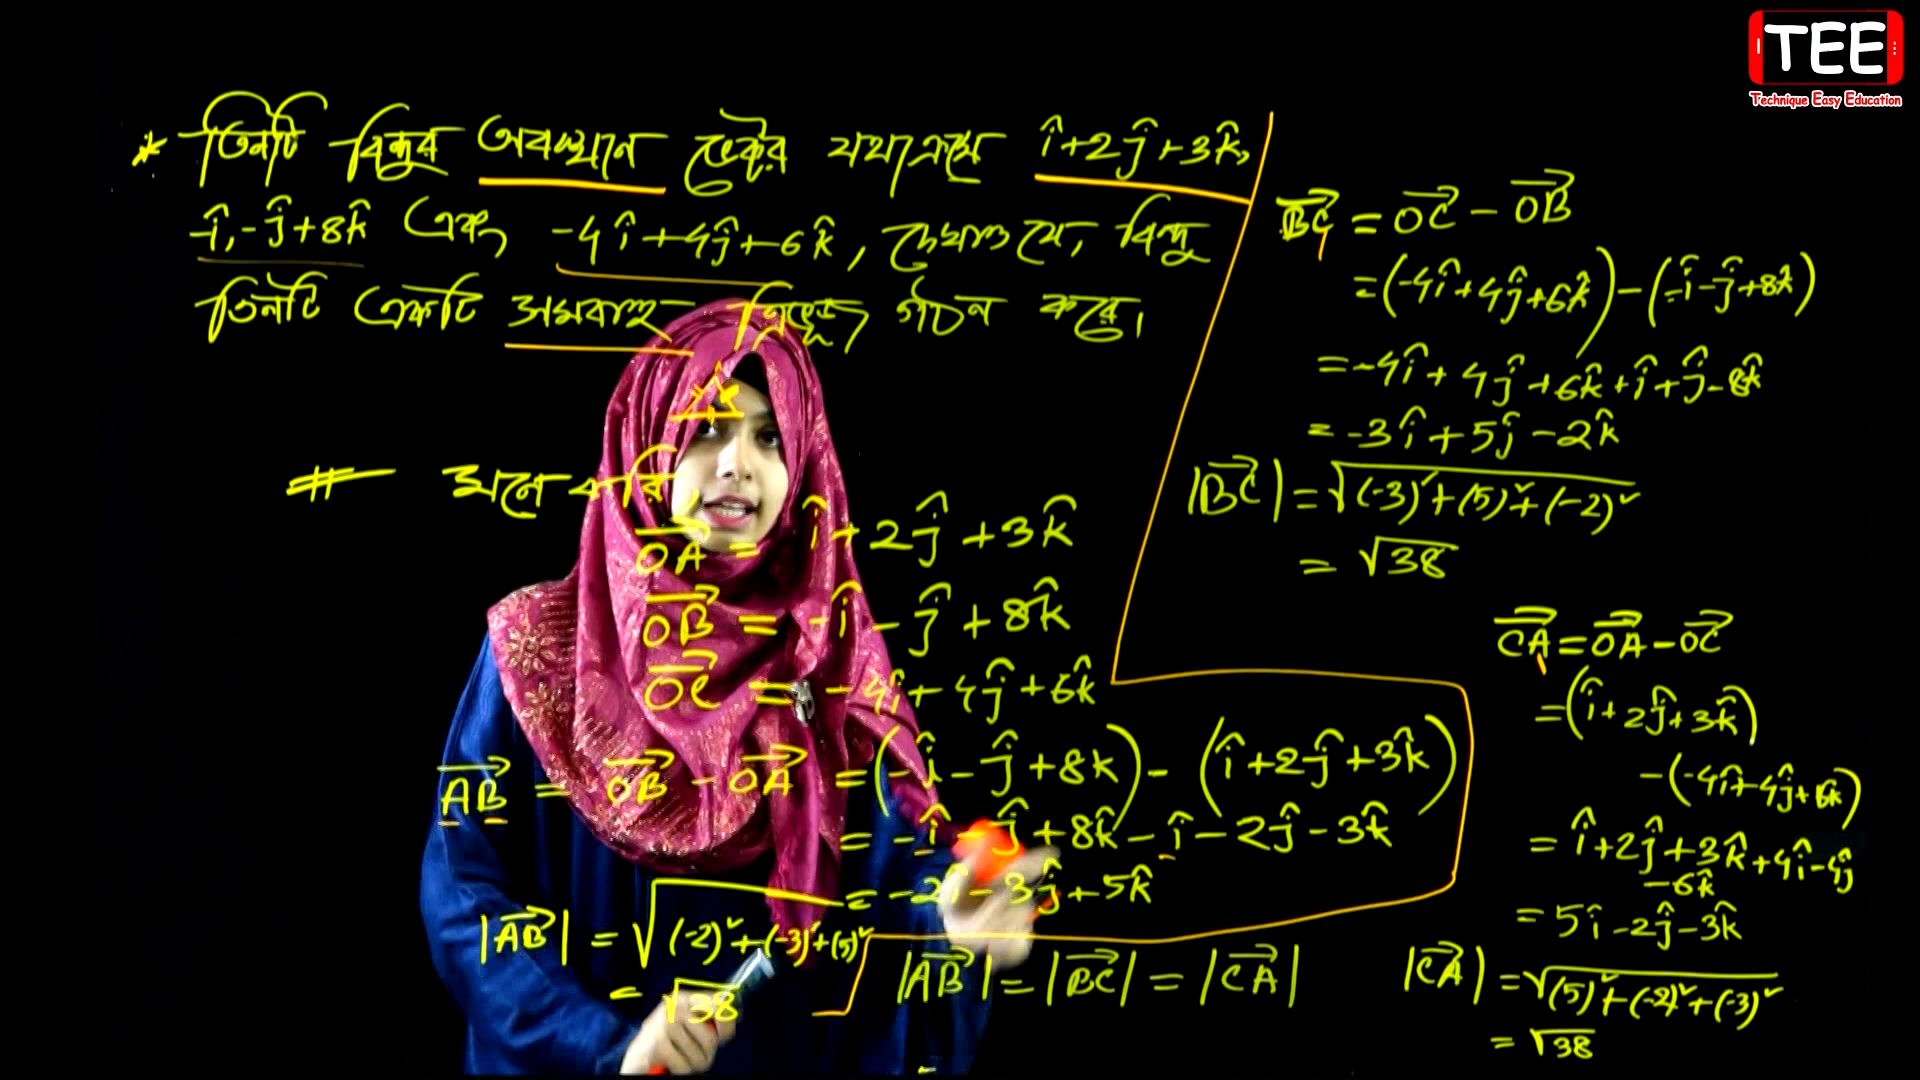 TEE
Technique Easy Education
* তিনটি বিন্দুর অবস্থান ভেক্টর যথাক্রমে î+2ĵ+3k̂,
-î,-ĵ+8k̂ এবং -4î+4ĵ+6k̂, দেখাও যে, বিন্দু
তিনটি একটি সমবাহু ত্রিভুজ গঠন করে।
# মনে করি,
OA⃗ = î+2ĵ+3k̂
OB⃗ = -î-ĵ+8k̂
OC⃗ = -4î+4ĵ+6k̂
AB⃗ = OB⃗ - OA⃗ = (-î-ĵ+8k̂) - (î+2ĵ+3k̂)
= -î-ĵ+8k̂-î-2ĵ-3k̂
= -2î-3ĵ+5k̂
|AB⃗| = √(-2)²+(-3)²+(5)²
= √38
BC⃗ = OC⃗ - OB⃗
= (-4î+4ĵ+6k̂) - (-î-ĵ+8k̂)
= -4î+4ĵ+6k̂+î+ĵ-8k̂
= -3î+5ĵ-2k̂
|BC⃗| = √(-3)²+(5)²+(-2)²
= √38
CA⃗ = OA⃗ - OC⃗
= (î+2ĵ+3k̂)
-(-4î+4ĵ+6k̂)
= î+2ĵ+3k̂+4î-4ĵ
-6k̂
= 5î-2ĵ-3k̂
|CA⃗| = √(5)²+(-2)²+(-3)²
= √38
|AB⃗| = |BC⃗| = |CA⃗|